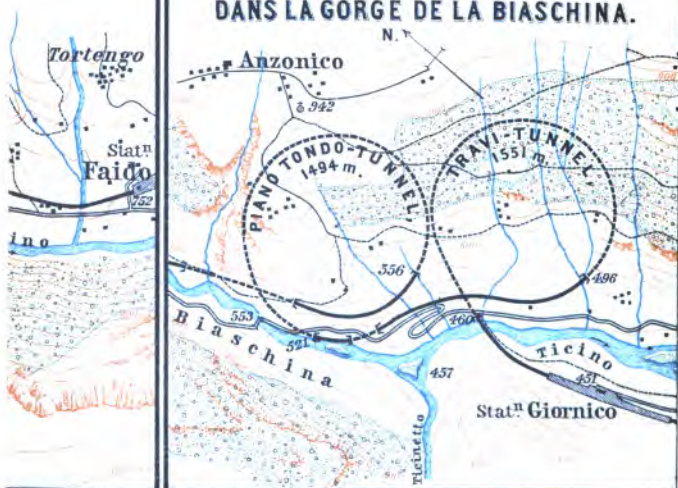 DANS LA GORGE DE LA BIASCHINA.
N.
Tortengo
Anzonico
942
Statn
Faido
752
ino
PIANO TONDO-TUNNEL
1494 m.
TRAVI-TUNNEL,
1551 m.
356
496
553
521
460
Biaschina
457
Ticino
451
Statn Giornico
Ticinetto